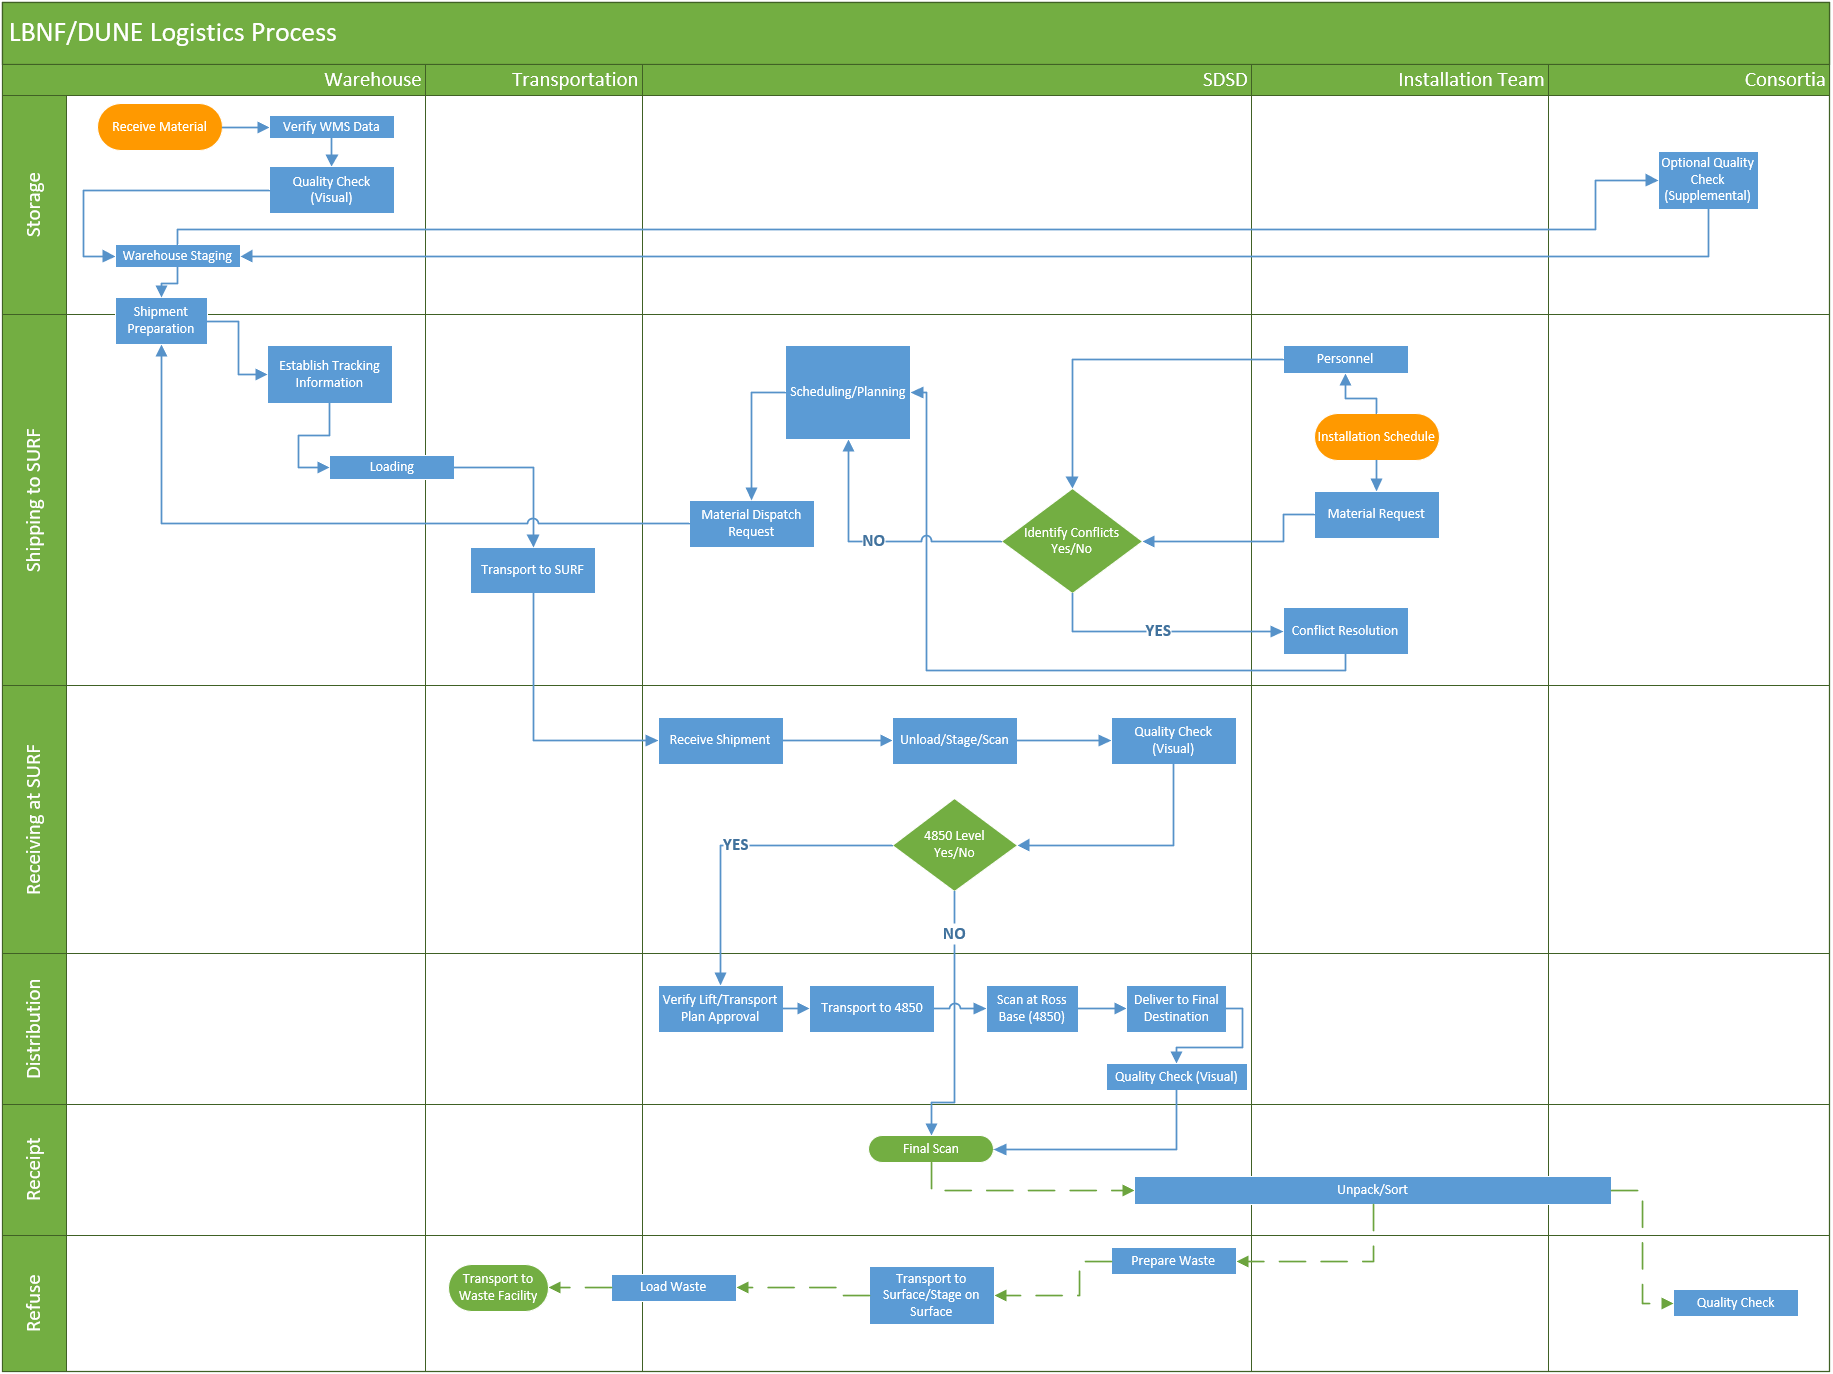 LBNF/DUNE Logistics Process
Warehouse
Transportation
SDSD
Installation Team
Consortia
Storage
Receive Material
Verify WMS Data
Quality Check
(Visual)
Optional Quality
Check
(Supplemental)
Warehouse Staging
Shipment
Preparation
Shipping to SURF
Establish Tracking
Information
Loading
Transport to SURF
Scheduling/Planning
Material Dispatch
Request
NO
Identify Conflicts
Yes/No
YES
Personnel
Installation Schedule
Material Request
Conflict Resolution
Receiving at SURF
Receive Shipment
Unload/Stage/Scan
Quality Check
(Visual)
4850 Level
Yes/No
YES
NO
Distribution
Verify Lift/Transport
Plan Approval
Transport to 4850
Scan at Ross
Base (4850)
Deliver to Final
Destination
Quality Check (Visual)
Receipt
Final Scan
Unpack/Sort
Refuse
Transport to
Waste Facility
Load Waste
Transport to
Surface/Stage on
Surface
Prepare Waste
Quality Check